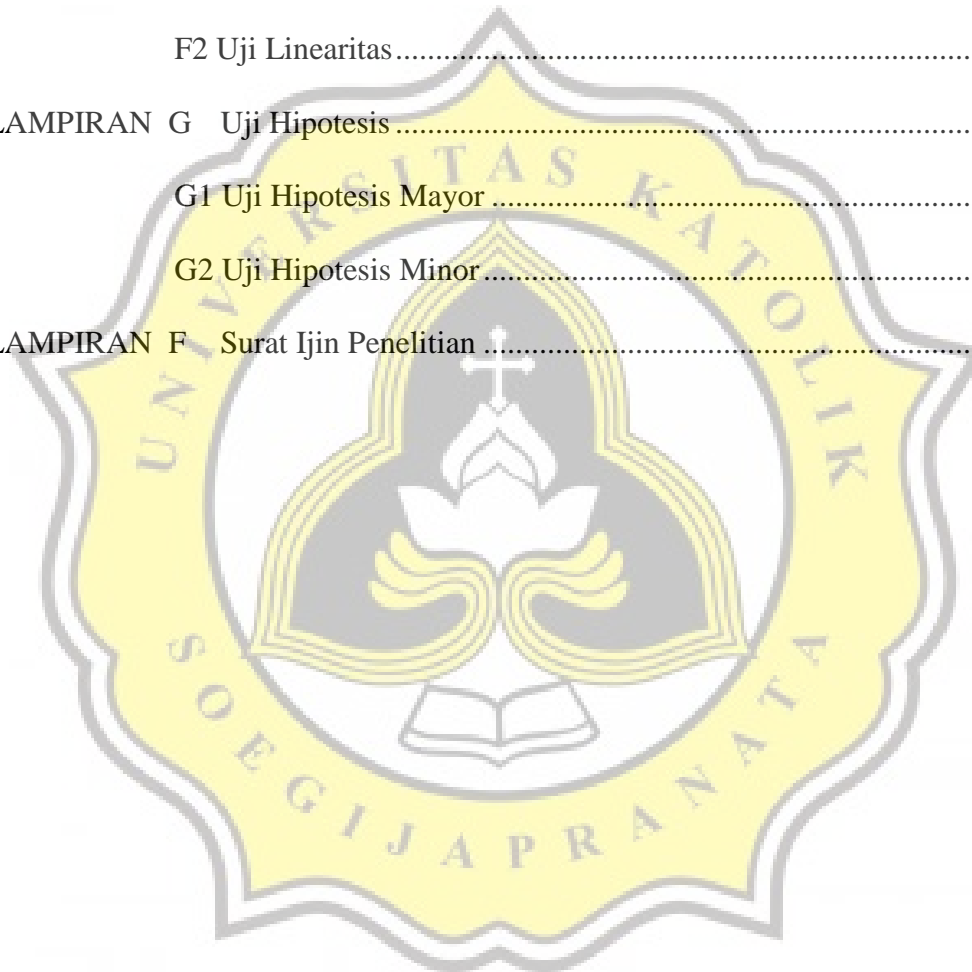 F2 Uji Linearitas................................................................................
LAMPIRAN G Uji Hipotesis................................................................................
G1 Uji Hipotesis Mayor................................................................................
G2 Uji Hipotesis Minor................................................................................
LAMPIRAN F Surat Ijin Penelitian................................................................................
UNIVERSITAS KATOLIK
SOEGIJAPRANATA